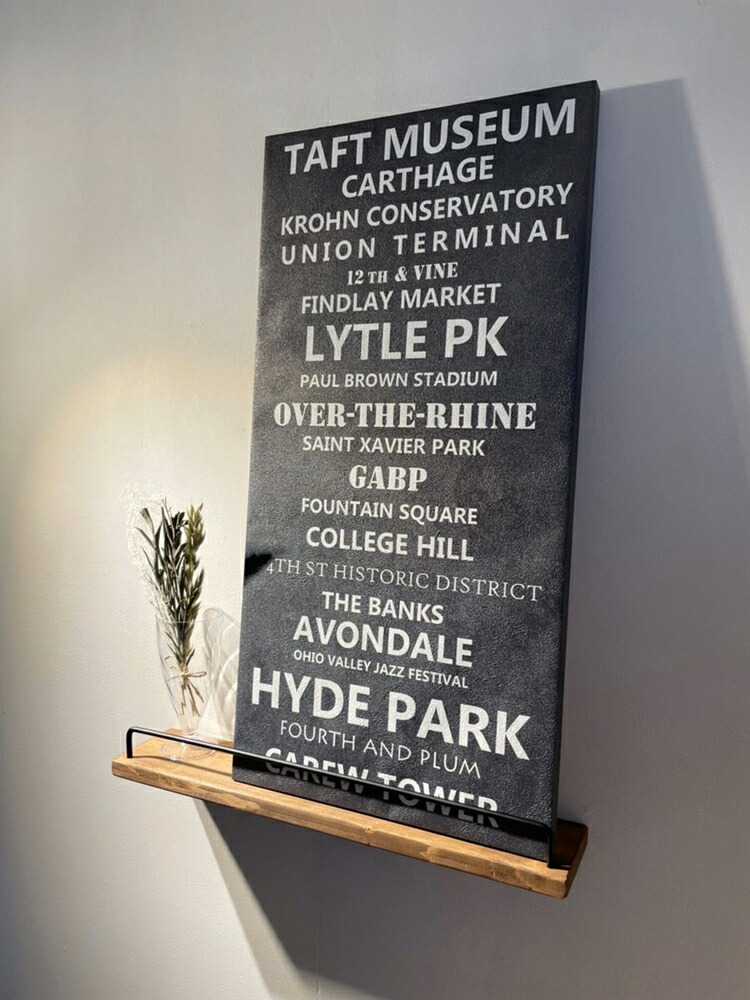 TAFT MUSEUM
CARTHAGE
KROHN CONSERVATORY
UNION TERMINAL
12 TH & VINE
FINDLAY MARKET
LYTLE PK
PAUL BROWN STADIUM
OVER-THE-RHINE
SAINT XAVIER PARK
GABP
FOUNTAIN SQUARE
COLLEGE HILL
4TH ST HISTORIC DISTRICT
THE BANKS
AVONDALE
OHIO VALLEY JAZZ FESTIVAL
HYDE PARK
FOURTH AND PLUM
CAREW TOWER